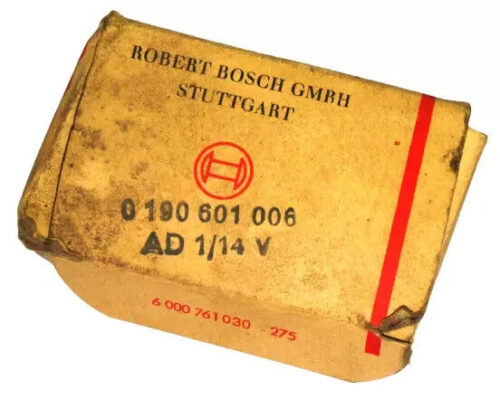 ROBERT BOSCH GMBH
STUTTGART
0 190 601 006
AD 1/14 V
6 000 761 030 275